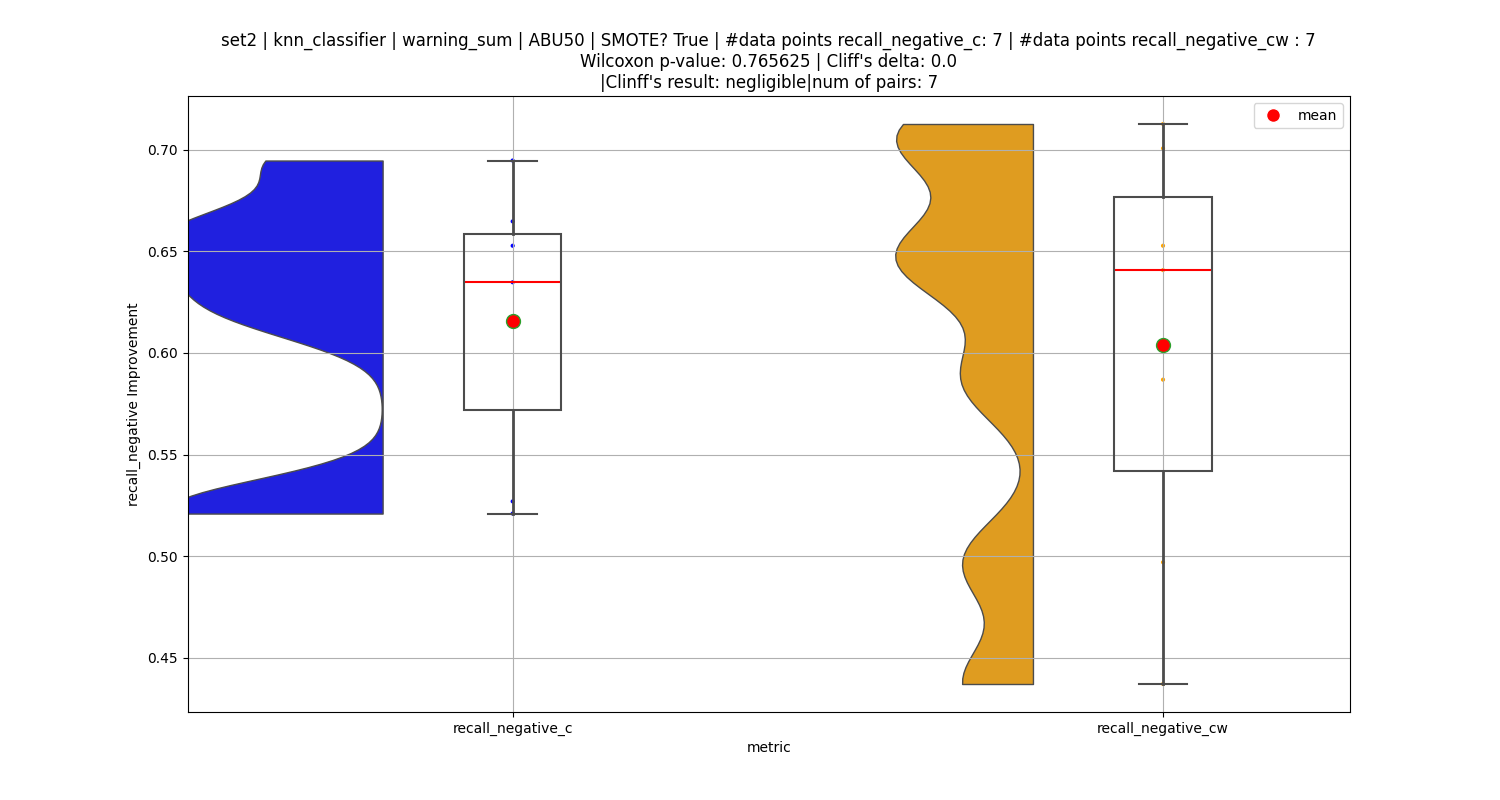 set2 | knn_classifier | warning_sum | ABU50 | SMOTE? True | #data points recall_negative_c: 7 | #data points recall_negative_cw : 7
Wilcoxon p-value: 0.765625 | Cliff's delta: 0.0
|Clinff's result: negligible|num of pairs: 7
mean
0.70
0.65
0.60
0.55
0.50
0.45
recall_negative Improvement
recall_negative_c
recall_negative_cw
metric